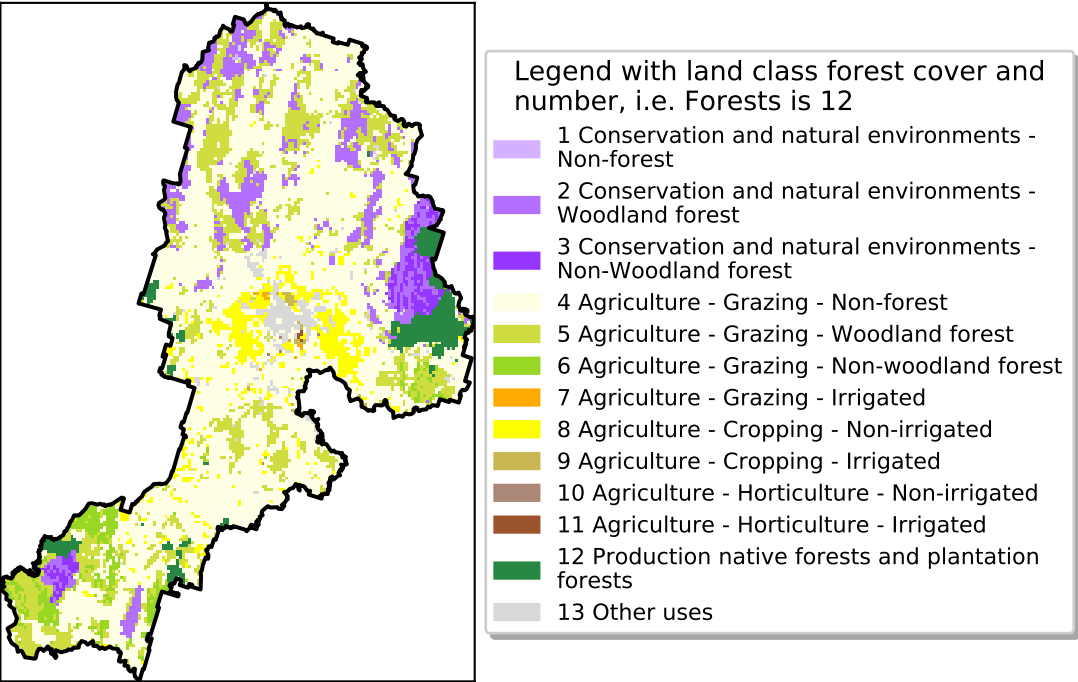 Legend with land class forest cover and
number, i.e. Forests is 12
1 Conservation and natural environments -
Non-forest
2 Conservation and natural environments -
Woodland forest
3 Conservation and natural environments -
Non-Woodland forest
4 Agriculture - Grazing - Non-forest
5 Agriculture - Grazing - Woodland forest
6 Agriculture - Grazing - Non-woodland forest
7 Agriculture - Grazing - Irrigated
8 Agriculture - Cropping - Non-irrigated
9 Agriculture - Cropping - Irrigated
10 Agriculture - Horticulture - Non-irrigated
11 Agriculture - Horticulture - Irrigated
12 Production native forests and plantation
forests
13 Other uses